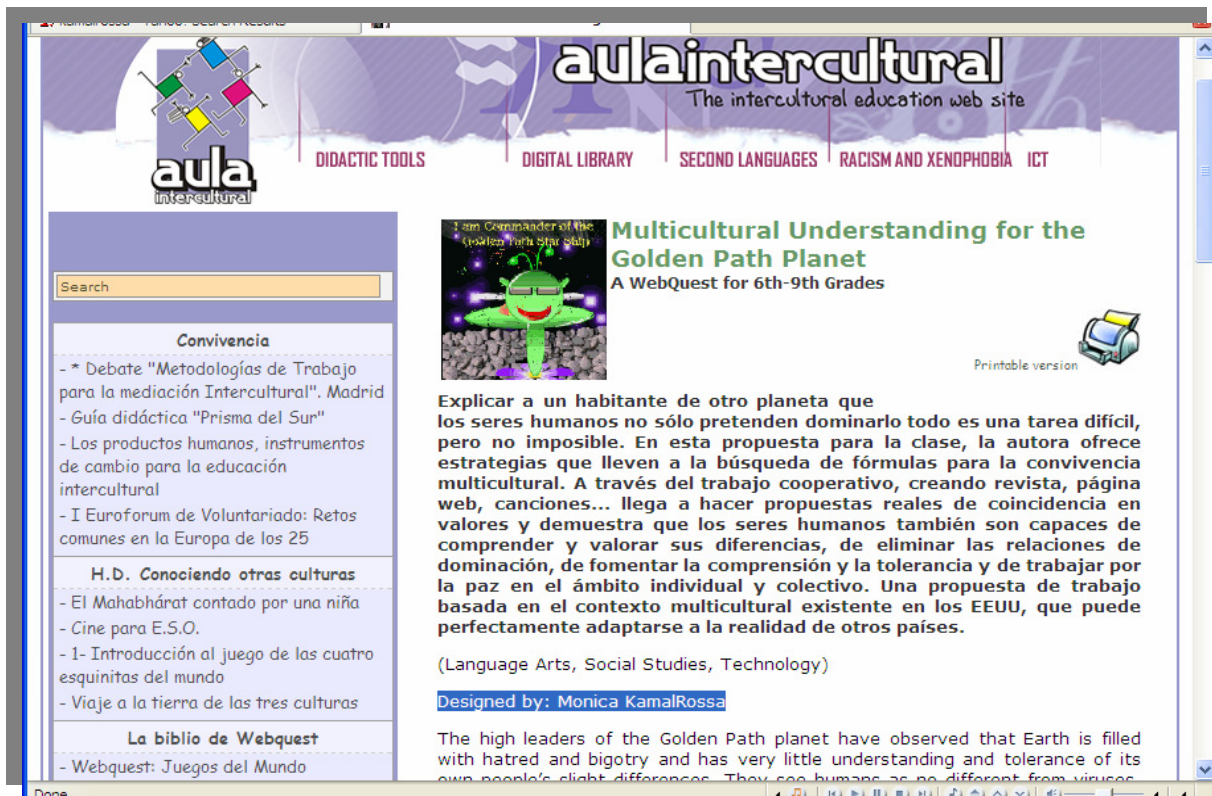 kamalrossa - Yahoo! Search Results
aulaintercultural
The intercultural education web site
aula
intercultural
DIDACTIC TOOLS
DIGITAL LIBRARY
SECOND LANGUAGES
RACISM AND XENOPHOBIA
ICT
Search
Convivencia
- * Debate "Metodologías de Trabajo
para la mediación Intercultural". Madrid
- Guía didáctica "Prisma del Sur"
- Los productos humanos, instrumentos
de cambio para la educación
intercultural
- I Euroforum de Voluntariado: Retos
comunes en la Europa de los 25
H.D. Conociendo otras culturas
- El Mahabhárat contado por una niña
- Cine para E.S.O.
- 1- Introducción al juego de las cuatro
esquinitas del mundo
- Viaje a la tierra de las tres culturas
La biblio de Webquest
- Webquest: Juegos del Mundo
I am Commander of the
Golden Path Star Ship
Multicultural Understanding for the
Golden Path Planet
A WebQuest for 6th-9th Grades
Printable version
Explicar a un habitante de otro planeta que
los seres humanos no sólo pretenden dominarlo todo es una tarea difícil,
pero no imposible. En esta propuesta para la clase, la autora ofrece
estrategias que lleven a la búsqueda de fórmulas para la convivencia
multicultural. A través del trabajo cooperativo, creando revista, página
web, canciones... llega a hacer propuestas reales de coincidencia en
valores y demuestra que los seres humanos también son capaces de
comprender y valorar sus diferencias, de eliminar las relaciones de
dominación, de fomentar la comprensión y la tolerancia y de trabajar por
la paz en el ámbito individual y colectivo. Una propuesta de trabajo
basada en el contexto multicultural existente en los EEUU, que puede
perfectamente adaptarse a la realidad de otros países.
(Language Arts, Social Studies, Technology)
Designed by: Monica KamalRossa
The high leaders of the Golden Path planet have observed that Earth is filled
with hatred and bigotry and has very little understanding and tolerance of its
own people's slight differences. They see humans as no different from viruses,
Done